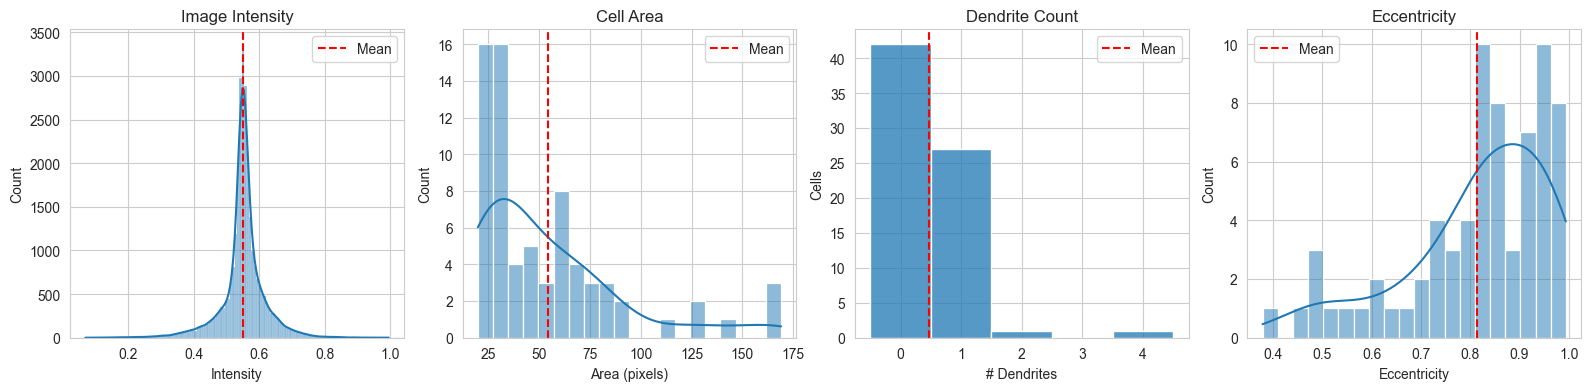 Image Intensity
Count
3500
3000
2500
2000
1500
1000
500
0
Mean
0.2 0.4 0.6 0.8 1.0
Intensity
Cell Area
Count
16
14
12
10
8
6
4
2
0
Mean
25 50 75 100 125 150 175
Area (pixels)
Dendrite Count
Cells
40
35
30
25
20
15
10
5
0
Mean
0 1 2 3 4
# Dendrites
Eccentricity
Count
10
8
6
4
2
0
Mean
0.4 0.5 0.6 0.7 0.8 0.9 1.0
Eccentricity